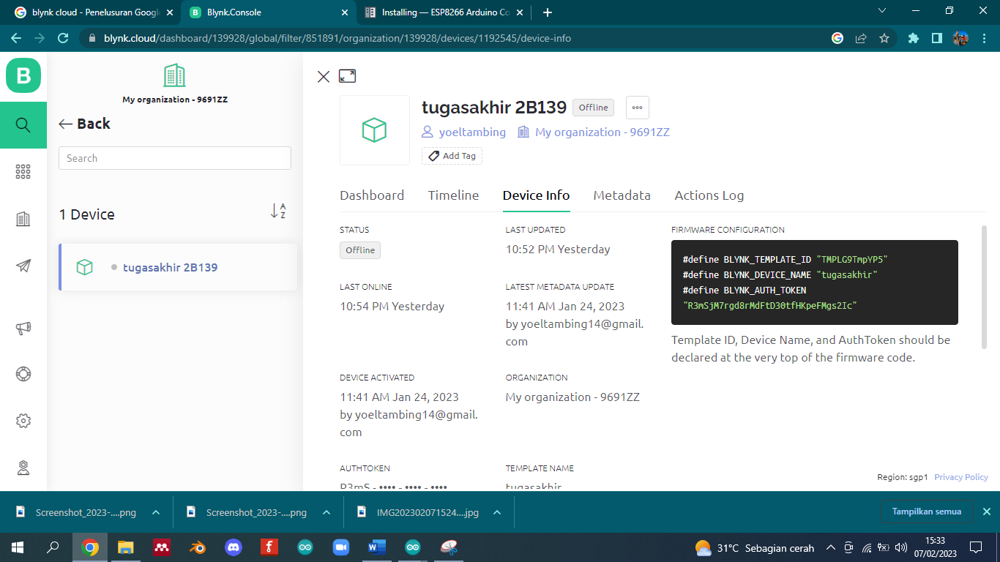 blynk cloud - Penelusuran Google
Blynk.Console
Installing — ESP8266 Arduino Co
blynk.cloud/dashboard/139928/global/filter/851891/organization/139928/devices/1192545/device-info
B
My organization - 9691ZZ
Back
Search
1 Device
A
Z
tugasakhir 2B139
tugasakhir 2B139
Offline
yoeltambing
My organization - 9691ZZ
Add Tag
Dashboard
Timeline
Device Info
Metadata
Actions Log
STATUS
Offline
LAST UPDATED
10:52 PM Yesterday
FIRMWARE CONFIGURATION
#define BLYNK_TEMPLATE_ID "TMPLG9TmpYP5"
#define BLYNK_DEVICE_NAME "tugasakhir"
#define BLYNK_AUTH_TOKEN
"R3mSjM7rgd8rMdFtD30tfHKpeFMgs2Ic"
Template ID, Device Name, and AuthToken should be
declared at the very top of the firmware code.
LAST ONLINE
10:54 PM Yesterday
LATEST METADATA UPDATE
11:41 AM Jan 24, 2023
by yoeltambing14@gmail.
com
DEVICE ACTIVATED
11:41 AM Jan 24, 2023
by yoeltambing14@gmail.
com
ORGANIZATION
My organization - 9691ZZ
AUTHTOKEN
R3mS - •••• - •••• - ••••
TEMPLATE NAME
tugasakhir
Region: sgp1
Privacy Policy
Screenshot_2023-....png
Screenshot_2023-....png
IMG202302071524....jpg
Tampilkan semua
31°C
Sebagian cerah
15:33
07/02/2023